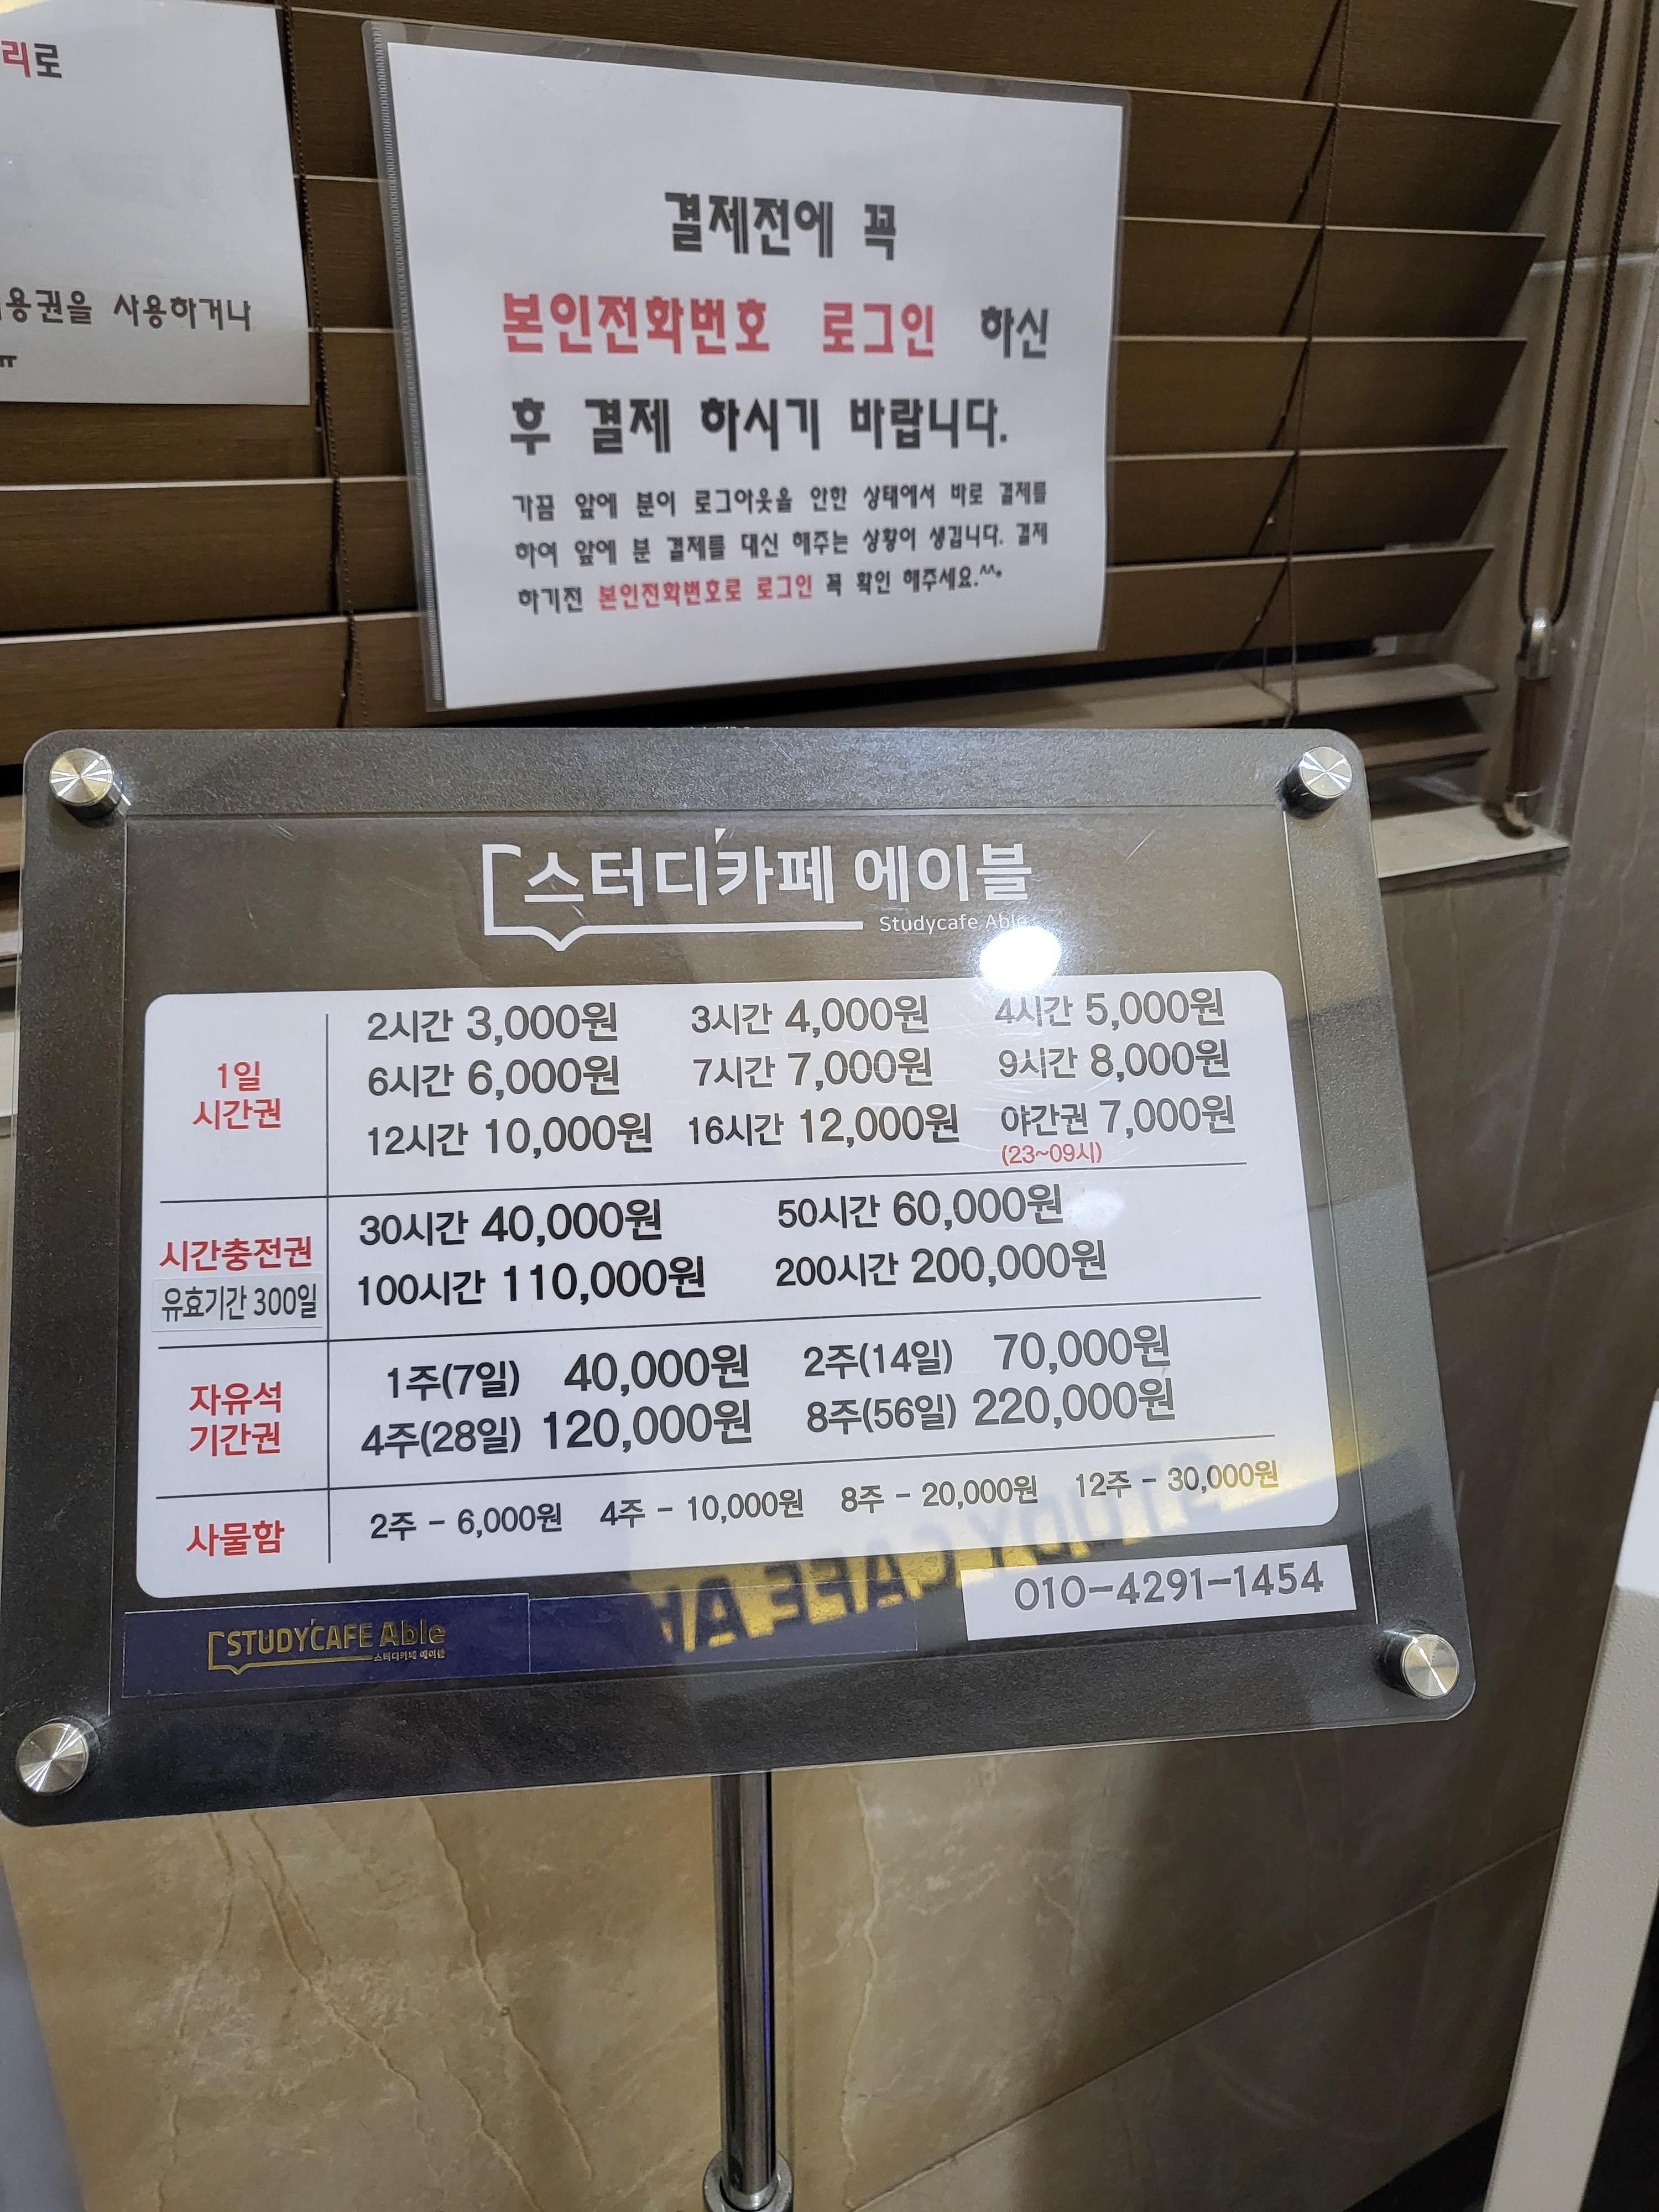 리로
용권을 사용하거나
ㅠ
결제전에 꼭
본인전화번호 로그인 하신
후 결제 하시기 바랍니다.
가끔 앞에 분이 로그아웃을 안한 상태에서 바로 결제를
하여 앞에 분 결제를 대신 해주는 상황이 생깁니다. 결제
하기전 본인전화번호로 로그인 꼭 확인 해주세요.^^*
스터디카페 에이블
Studycafe Able
1일
시간권
2시간 3,000원 3시간 4,000원 4시간 5,000원
6시간 6,000원 7시간 7,000원 9시간 8,000원
12시간 10,000원 16시간 12,000원 야간권 7,000원
(23~09시)
시간충전권
유효기간 300일
30시간 40,000원 50시간 60,000원
100시간 110,000원 200시간 200,000원
자유석
기간권
1주(7일) 40,000원 2주(14일) 70,000원
4주(28일) 120,000원 8주(56일) 220,000원
사물함
2주 - 6,000원 4주 - 10,000원 8주 - 20,000원 12주 - 30,000원
010-4291-1454
STUDYCAFE Able
스터디카페 에이블